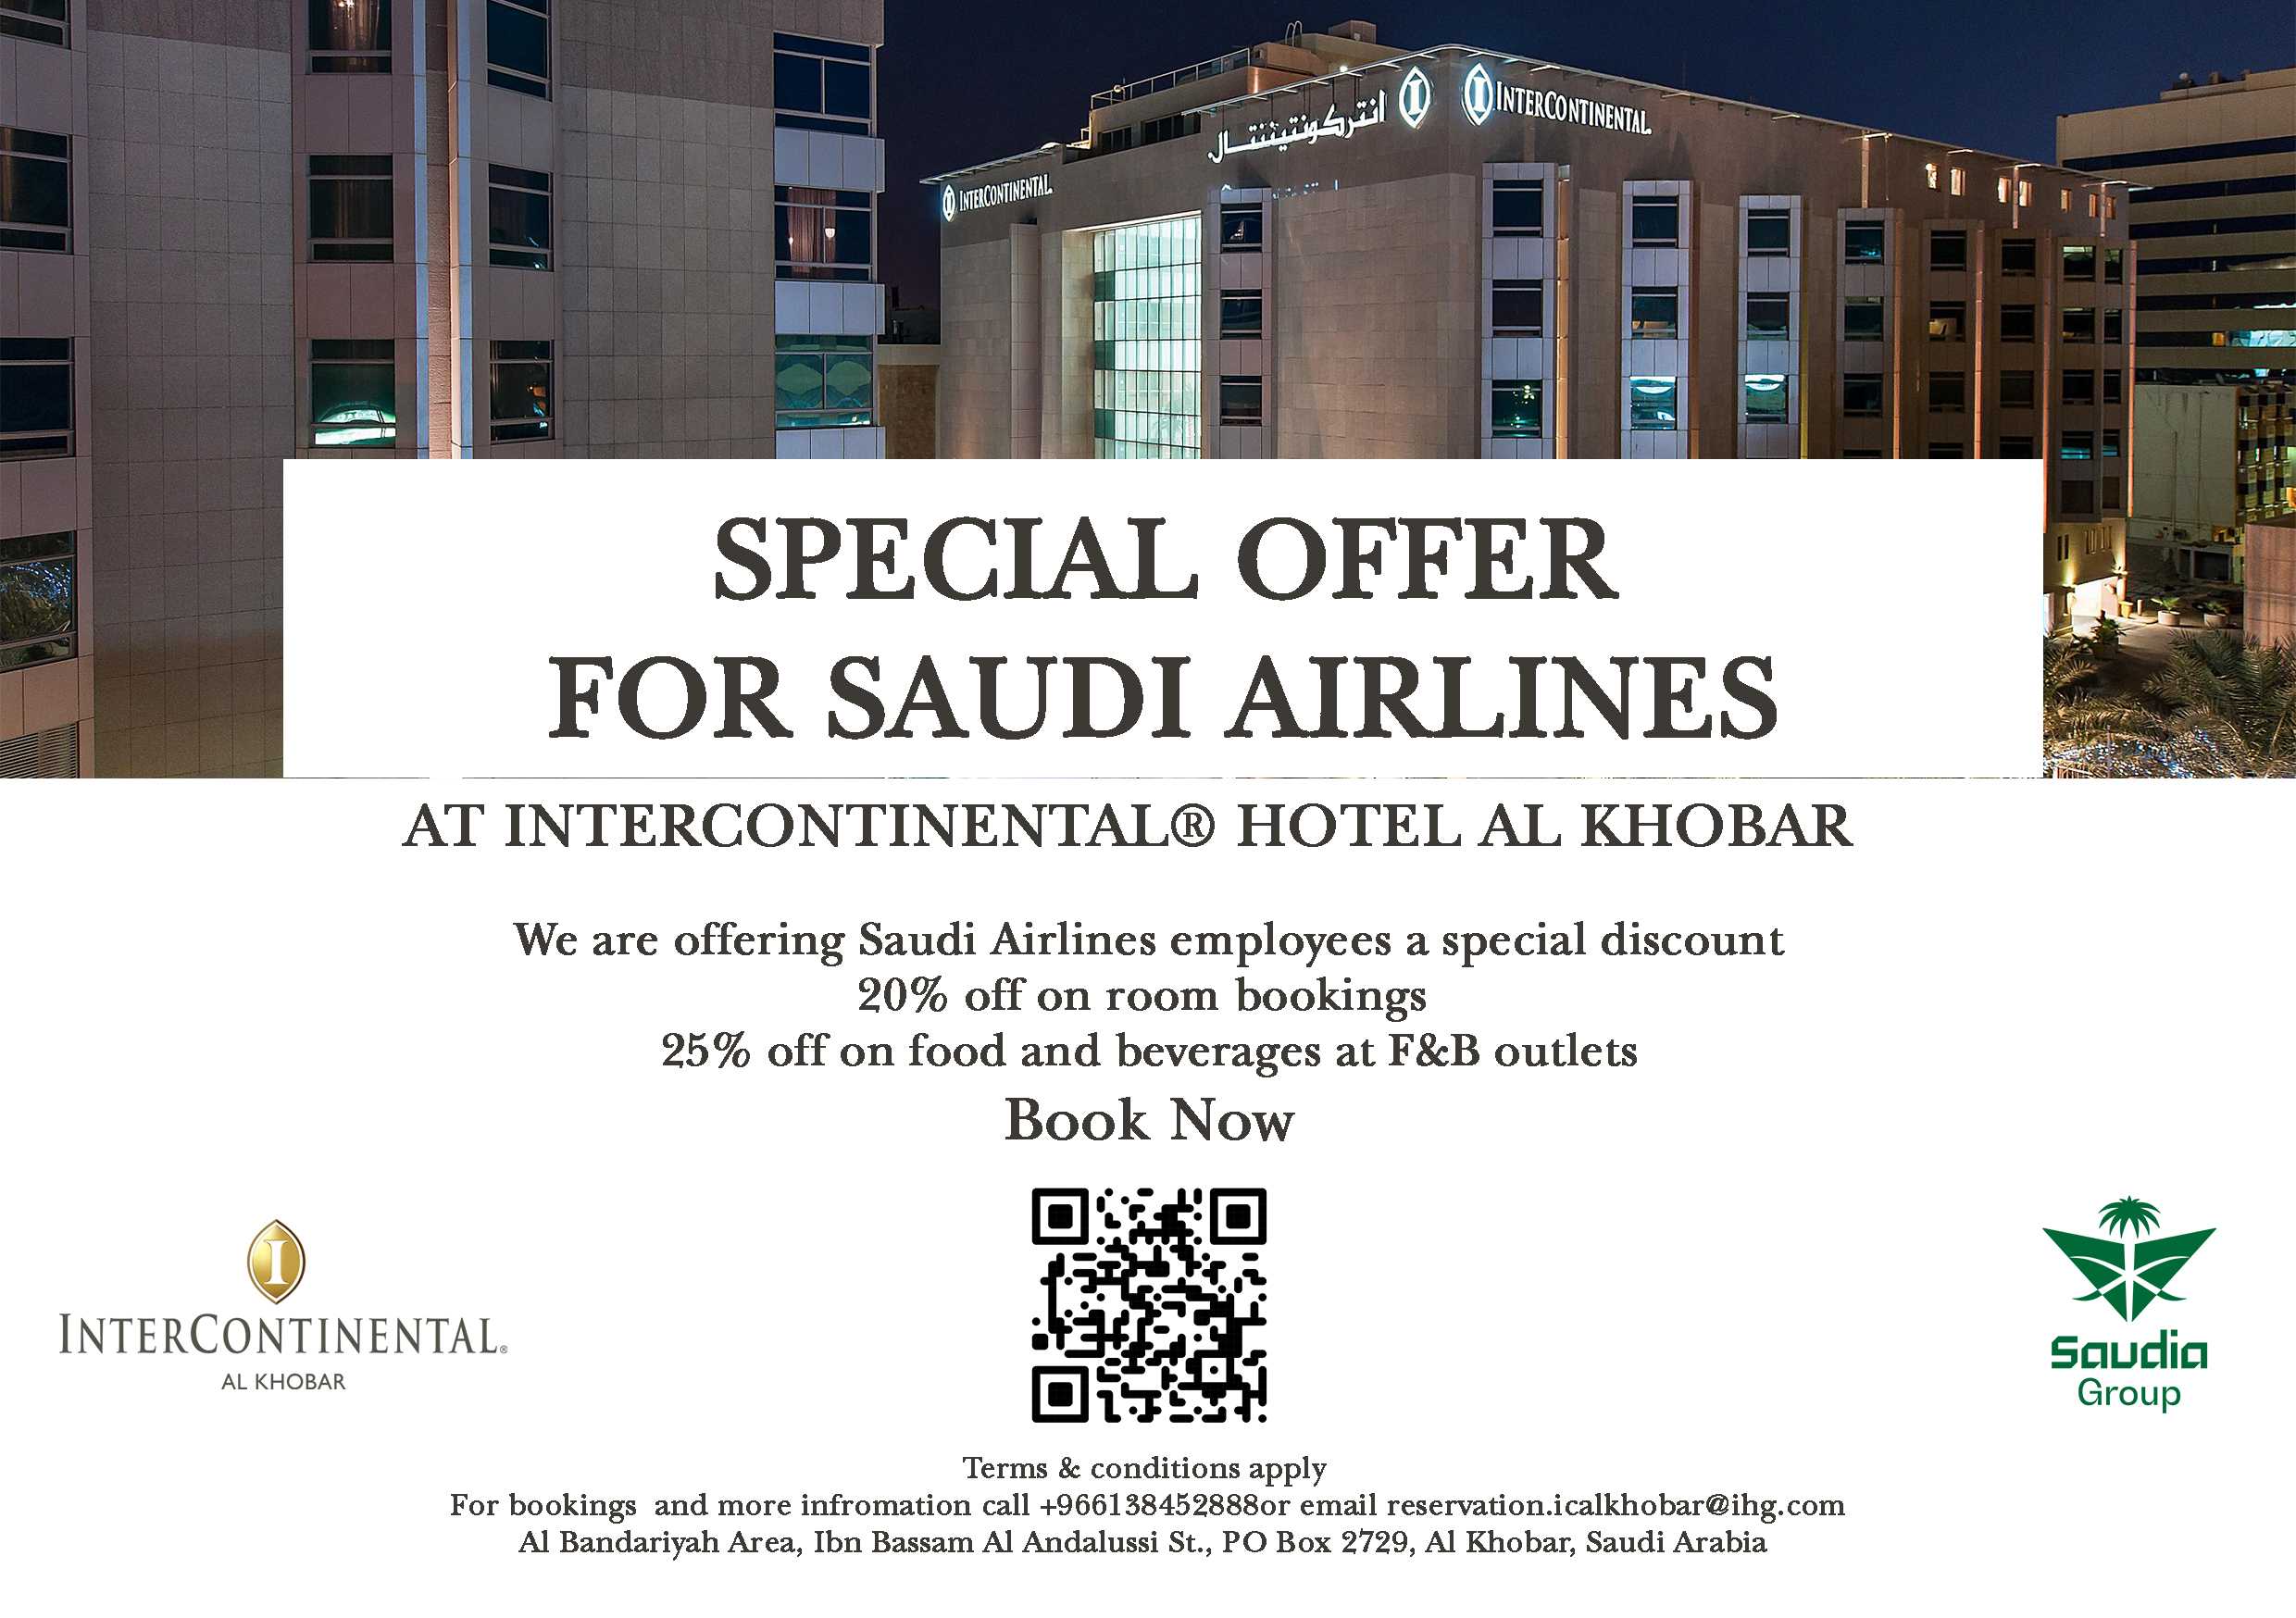 انتركونتيننتال
INTERCONTINENTAL
INTERCONTINENTAL
SPECIAL OFFER
FOR SAUDI AIRLINES
AT INTERCONTINENTAL® HOTEL AL KHOBAR
We are offering Saudi Airlines employees a special discount
20% off on room bookings
25% off on food and beverages at F&B outlets
Book Now
INTERCONTINENTAL®
AL KHOBAR
Saudia
Group
Terms & conditions apply
For bookings and more infromation call +966138452888or email reservation.icalkhobar@ihg.com
Al Bandariyah Area, Ibn Bassam Al Andalussi St., PO Box 2729, Al Khobar, Saudi Arabia